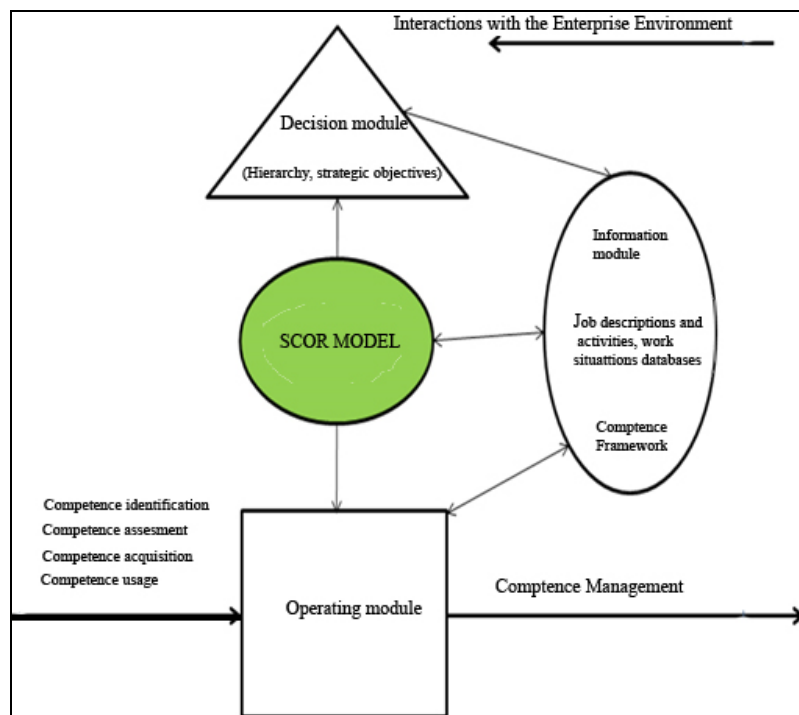 Interactions with the Enterprise Environment
Decision module
(Hierarchy, strategic objectives)
Information
module
Job descriptions and
activities, work
situattions databases
Comptence
Framework
SCOR MODEL
Competence identification
Competence assesment
Competence acquisition
Competence usage
Operating module
Comptence Management